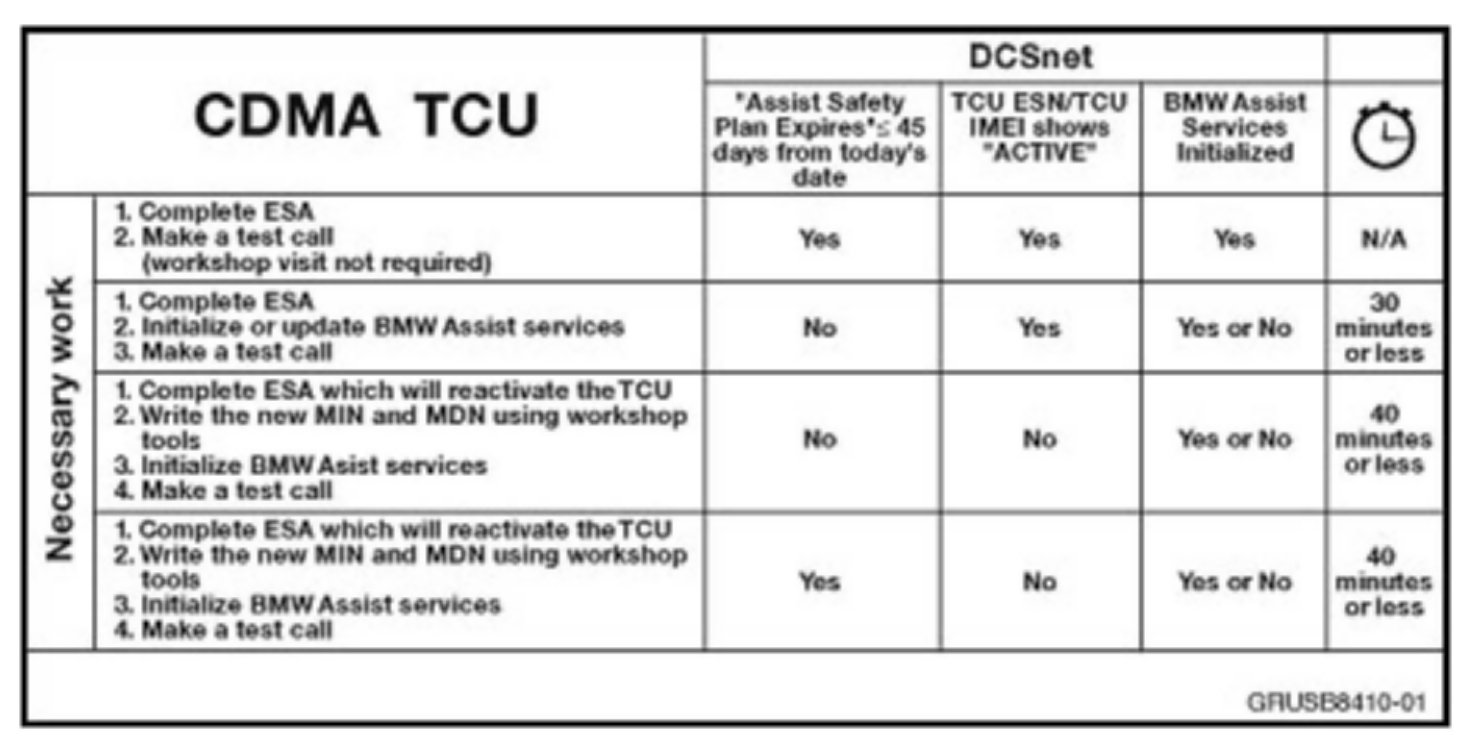 CDMA TCU
DCSnet
"Assist Safety
Plan Expires"≤ 45
days from today's
date
TCU ESN/TCU
IMEI shows
"ACTIVE"
BMW Assist
Services
Initialized
Necessary work
1. Complete ESA
2. Make a test call
(workshop visit not required)
Yes
Yes
Yes
N/A
1. Complete ESA
2. Initialize or update BMW Assist services
3. Make a test call
No
Yes
Yes or No
30
minutes
or less
1. Complete ESA which will reactivate the TCU
2. Write the new MIN and MDN using workshop
tools
3. Initialize BMW Asist services
4. Make a test call
No
No
Yes or No
40
minutes
or less
1. Complete ESA which will reactivate the TCU
2. Write the new MIN and MDN using workshop
tools
3. Initialize BMW Assist services
4. Make a test call
Yes
No
Yes or No
40
minutes
or less
GRUSB8410-01